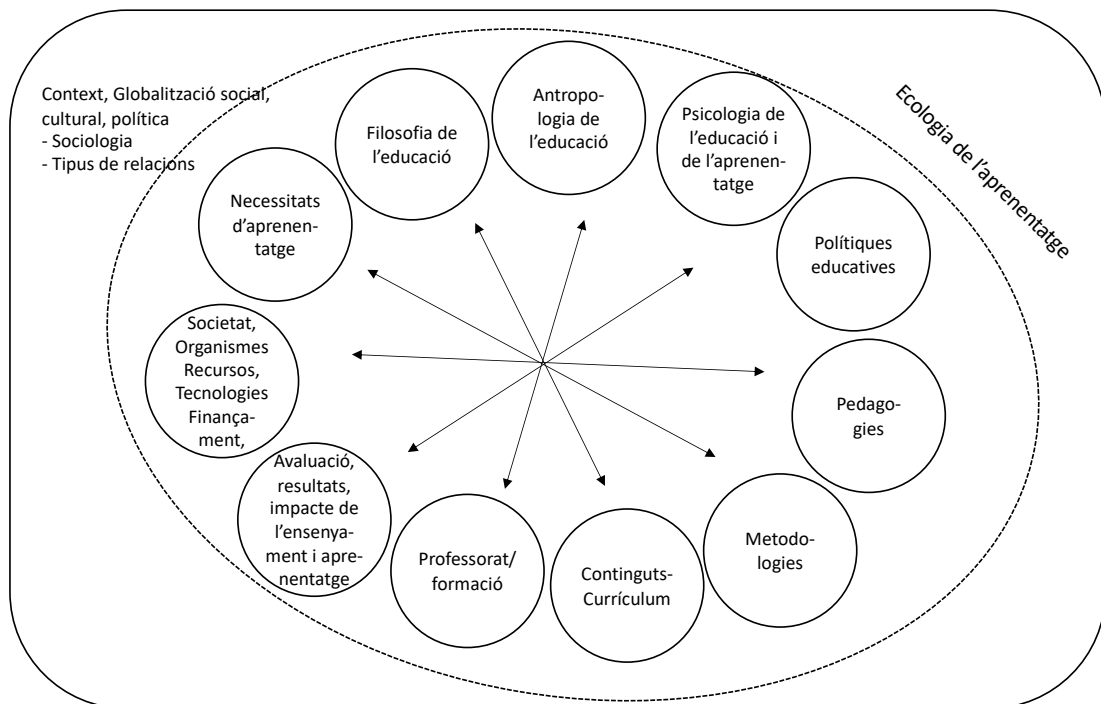 Context, Globalització social,
cultural, política
- Sociologia
- Tipus de relacions
Ecologia de l’aprenentatge
Filosofia de
l’educació
Antropo-
logia de
l’educació
Psicologia de
l’educació i
de l’aprenen-
tatge
Necessitats
d’aprenen-
tatge
Polítiques
educatives
Societat,
Organismes
Recursos,
Tecnologies
Finança-
ment,
Pedago-
gies
Avaluació,
resultats,
impacte de
l’ensenya-
ment i apre-
nentatge
Professorat/
formació
Continguts-
Currículum
Metodo-
logies